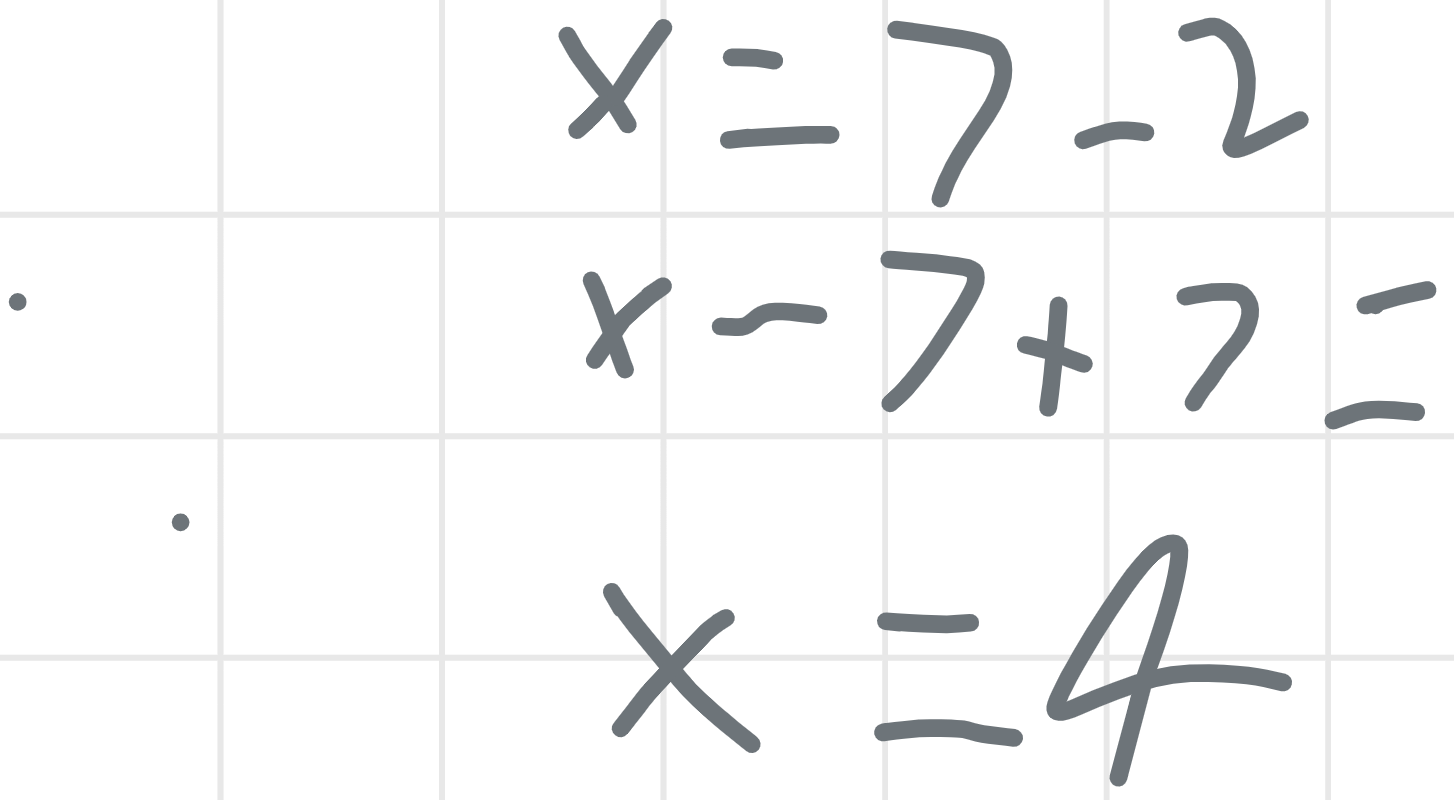 x = 7 - 2
x - 7 + 7 =
x = 4